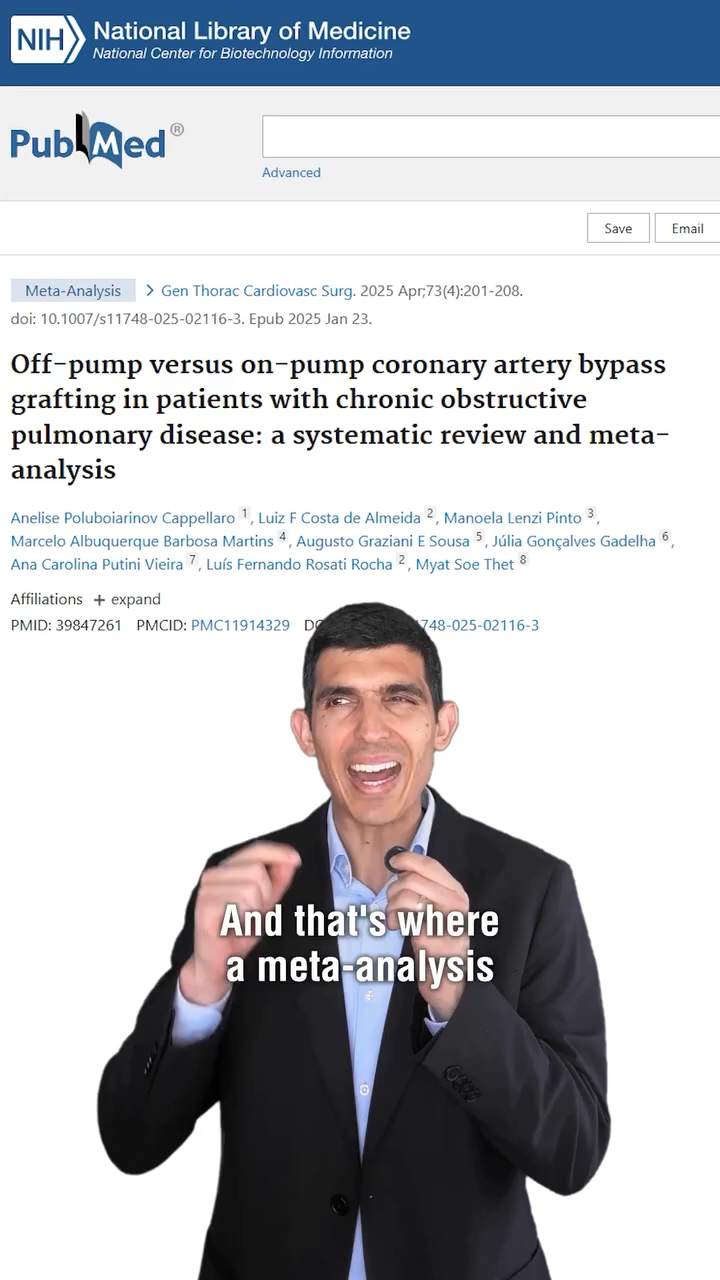 NIH National Library of Medicine
National Center for Biotechnology Information
PubMed®
Advanced
Save Email
Meta-Analysis > Gen Thorac Cardiovasc Surg. 2025 Apr;73(4):201-208.
doi: 10.1007/s11748-025-02116-3. Epub 2025 Jan 23.
Off-pump versus on-pump coronary artery bypass
grafting in patients with chronic obstructive
pulmonary disease: a systematic review and meta-
analysis
Anelise Poluboiarinov Cappellaro 1, Luiz F Costa de Almeida 2, Manoela Lenzi Pinto 3,
Marcelo Albuquerque Barbosa Martins 4, Augusto Graziani E Sousa 5, Júlia Gonçalves Gadelha 6,
Ana Carolina Putini Vieira 7, Luís Fernando Rosati Rocha 2, Myat Soe Thet 8
Affiliations + expand
PMID: 39847261 PMCID: PMC11914329 748-025-02116-3
And that's where
a meta-analysis